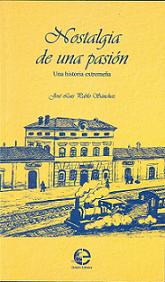 Nostalgia
de una pasión
Una historia extremeña
José Luis Pablo Sánchez